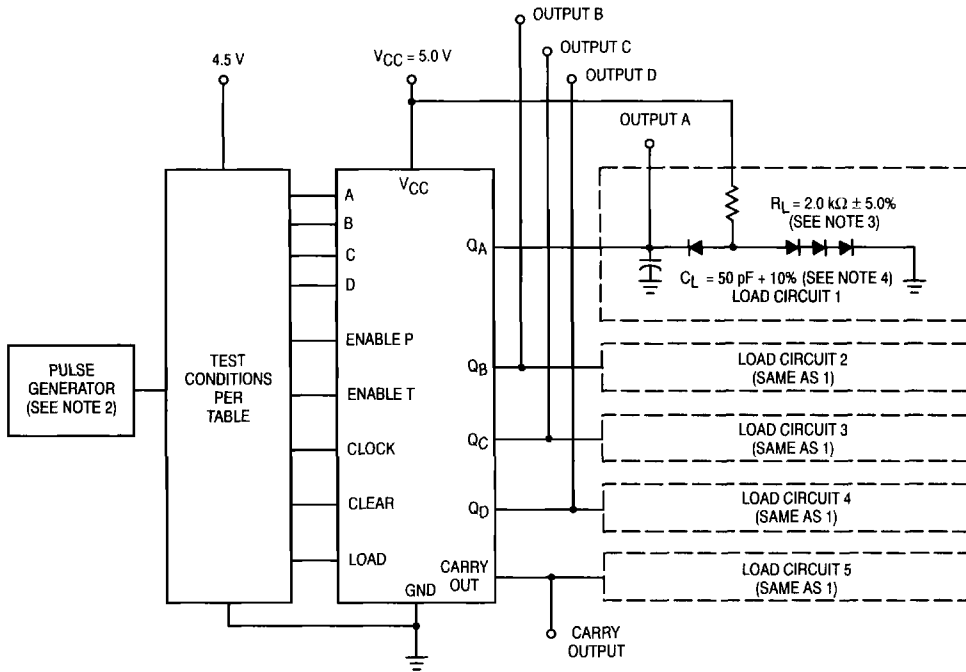 OUTPUT B
OUTPUT C
OUTPUT D
4.5 V
VCC = 5.0 V
OUTPUT A
VCC
A
B
C
D
ENABLE P
ENABLE T
CLOCK
CLEAR
LOAD
GND
QA
QB
QC
QD
CARRY
OUT
PULSE
GENERATOR
(SEE NOTE 2)
TEST
CONDITIONS
PER
TABLE
RL = 2.0 kΩ ± 5.0%
(SEE NOTE 3)
CL = 50 pF + 10% (SEE NOTE 4)
LOAD CIRCUIT 1
LOAD CIRCUIT 2
(SAME AS 1)
LOAD CIRCUIT 3
(SAME AS 1)
LOAD CIRCUIT 4
(SAME AS 1)
LOAD CIRCUIT 5
(SAME AS 1)
CARRY
OUTPUT